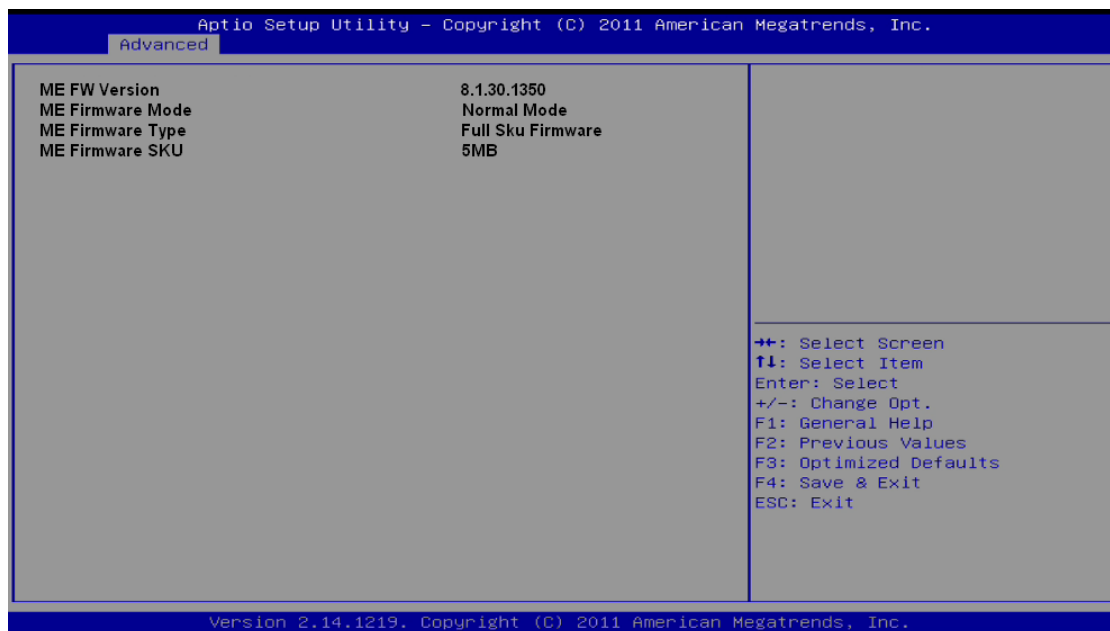 Aptio Setup Utility – Copyright (C) 2011 American Megatrends, Inc.
Advanced
ME FW Version 8.1.30.1350
ME Firmware Mode Normal Mode
ME Firmware Type Full Sku Firmware
ME Firmware SKU 5MB
→←: Select Screen
↑↓: Select Item
Enter: Select
+/-: Change Opt.
F1: General Help
F2: Previous Values
F3: Optimized Defaults
F4: Save & Exit
ESC: Exit
Version 2.14.1219. Copyright (C) 2011 American Megatrends, Inc.